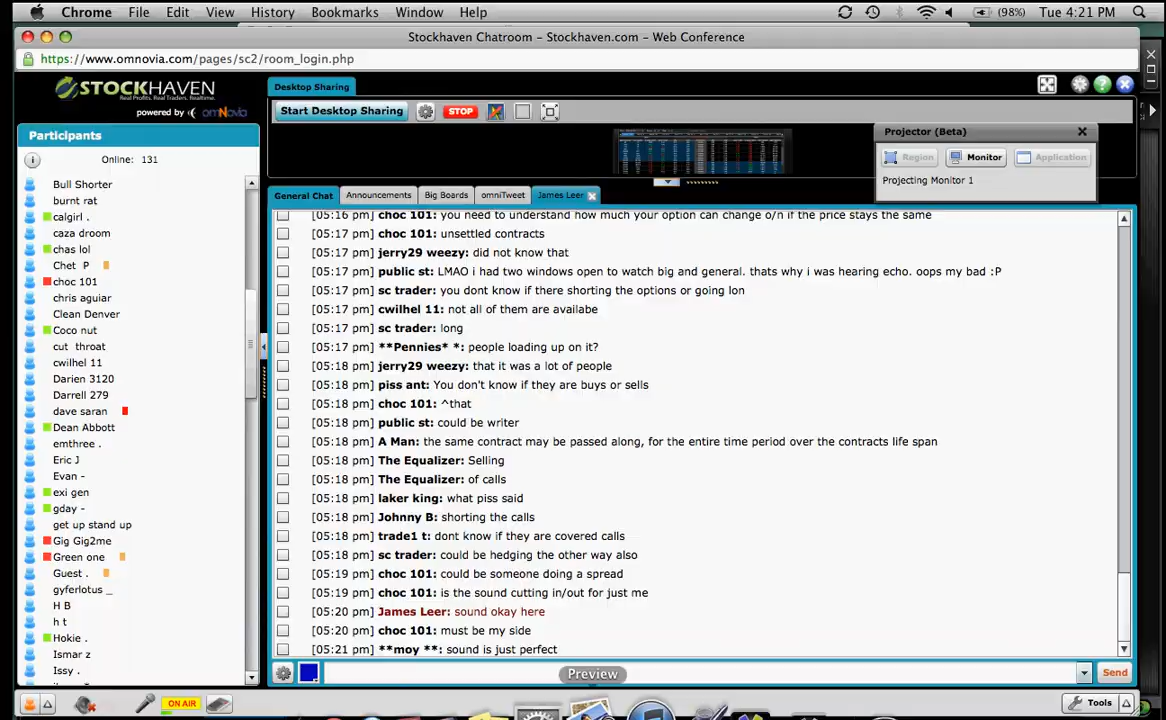 Chrome File Edit View History Bookmarks Window Help (98%) Tue 4:21 PM
Stockhaven Chatroom – Stockhaven.com – Web Conference
https://www.omnovia.com/pages/sc2/room_login.php
STOCKHAVEN
Real Profits. Real Traders. Realtime.
powered by omNovia
Desktop Sharing
Start Desktop Sharing STOP
Projector (Beta)
Region Monitor Application
Projecting Monitor 1
Participants
Online: 131
Bull Shorter
burnt rat
calgirl .
caza droom
chas lol
Chet P
choc 101
chris aguiar
Clean Denver
Coco nut
cut throat
cwilhel 11
Darien 3120
Darrell 279
dave saran
Dean Abbott
emthree .
Eric J
Evan -
exi gen
gday -
get up stand up
Gig Gig2me
Green one
Guest .
gyferlotus _
H B
h t
Hokie .
Ismar z
Issy .
General Chat Announcements Big Boards omniTweet James Leer
[05:16 pm] choc 101: you need to understand how much your option can change o/n if the price stays the same
[05:17 pm] choc 101: unsettled contracts
[05:17 pm] jerry29 weezy: did not know that
[05:17 pm] public st: LMAO i had two windows open to watch big and general. thats why i was hearing echo. oops my bad :P
[05:17 pm] sc trader: you dont know if there shorting the options or going lon
[05:17 pm] cwilhel 11: not all of them are availabe
[05:17 pm] sc trader: long
[05:17 pm] **Pennies* *: people loading up on it?
[05:18 pm] jerry29 weezy: that it was a lot of people
[05:18 pm] piss ant: You don't know if they are buys or sells
[05:18 pm] choc 101: ^that
[05:18 pm] public st: could be writer
[05:18 pm] A Man: the same contract may be passed along, for the entire time period over the contracts life span
[05:18 pm] The Equalizer: Selling
[05:18 pm] The Equalizer: of calls
[05:18 pm] laker king: what piss said
[05:18 pm] Johnny B: shorting the calls
[05:18 pm] trade1 t: dont know if they are covered calls
[05:18 pm] sc trader: could be hedging the other way also
[05:19 pm] choc 101: could be someone doing a spread
[05:19 pm] choc 101: is the sound cutting in/out for just me
[05:20 pm] James Leer: sound okay here
[05:20 pm] choc 101: must be my side
[05:21 pm] **moy **: sound is just perfect
Preview
Send
ON AIR
Tools